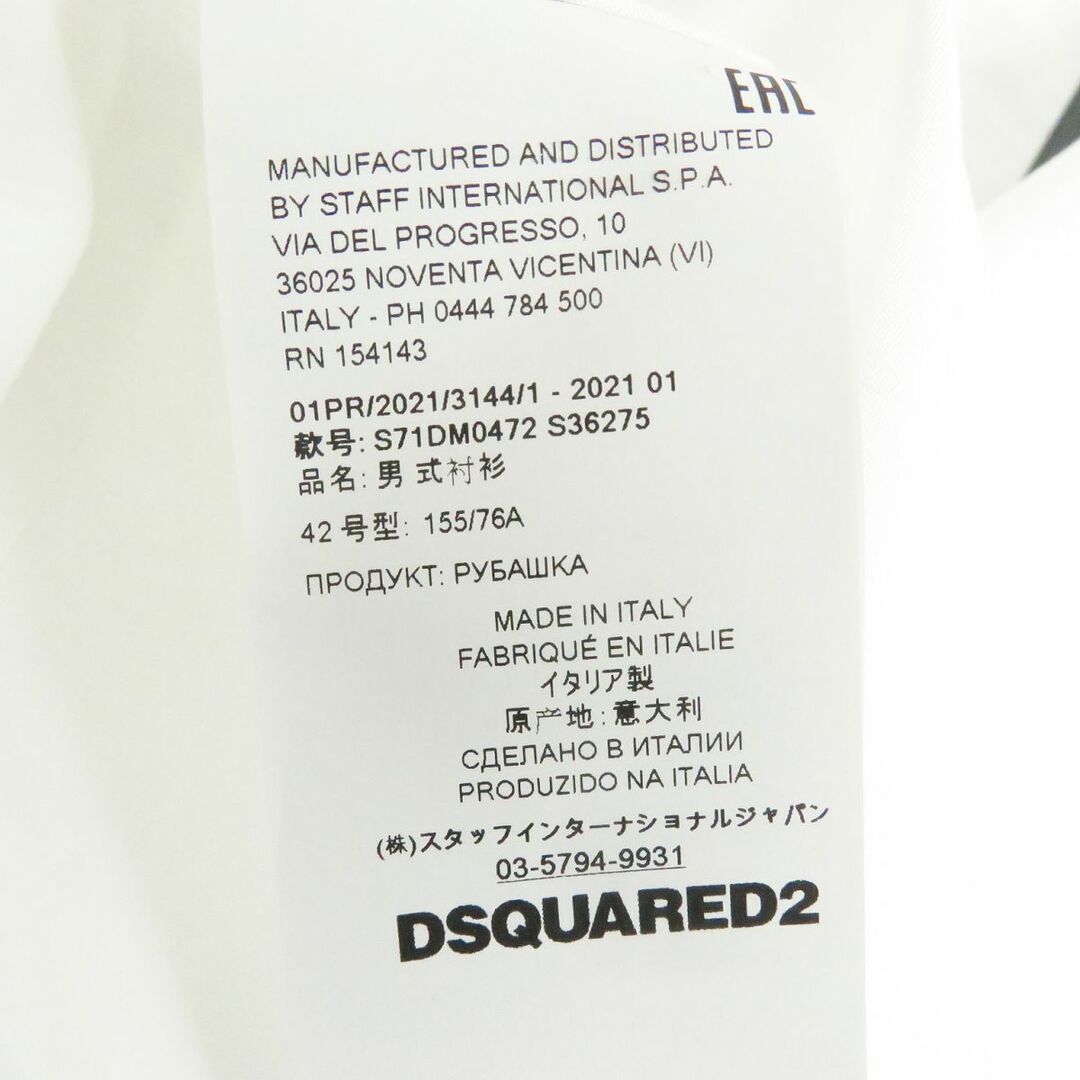 EAC
MANUFACTURED AND DISTRIBUTED
BY STAFF INTERNATIONAL S.P.A.
VIA DEL PROGRESSO, 10
36025 NOVENTA VICENTINA (VI)
ITALY - PH 0444 784 500
RN 154143
01PR/2021/3144/1 - 2021 01
款号: S71DM0472 S36275
品名: 男式衬衫
42 号型: 155/76A
ПРОДУКТ: РУБАШКА
MADE IN ITALY
FABRIQUÉ EN ITALIE
イタリア製
原产地: 意大利
СДЕЛАНО В ИТАЛИИ
PRODUZIDO NA ITALIA
(株)スタッフインターナショナルジャパン
03-5794-9931
DSQUARED2